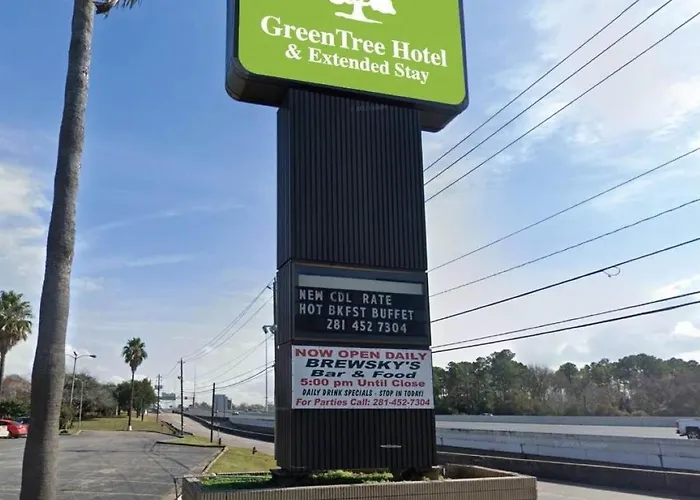 GreenTree Hotel
& Extended Stay
NEW CDL RATE
HOT BKFST BUFFET
281 452 7304
NOW OPEN DAILY
BREWSKY'S
Bar & Food
5:00 pm Until Close
DAILY DRINK SPECIALS - STOP IN TODAY!
For Parties Call: 281-452-7304